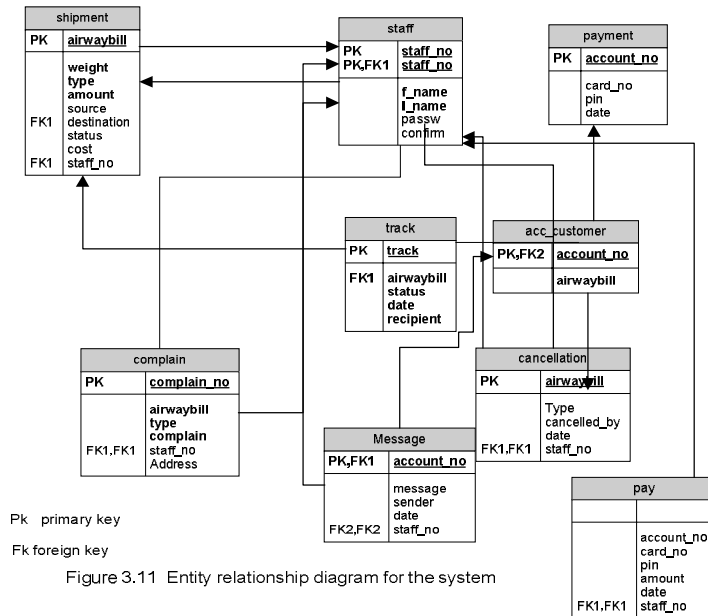 shipment
PK airwaybill
weight
type
amount
source
FK1 destination
status
cost
FK1 staff_no
staff
PK staff_no
PK,FK1 staff_no
f_name
l_name
passw
confirm
payment
PK account_no
card_no
pin
date
track
PK track
FK1 airwaybill
status
date
recipient
acc_customer
PK,FK2 account_no
airwaybill
complain
PK complain_no
airwaybill
type
complain
FK1,FK1 staff_no
Address
Message
PK,FK1 account_no
message
sender
date
FK2,FK2 staff_no
cancellation
PK airwaybill
Type
cancelled_by
date
FK1,FK1 staff_no
pay
account_no
card_no
pin
amount
date
FK1,FK1 staff_no
Pk primary key
Fk foreign key
Figure 3.11 Entity relationship diagram for the system